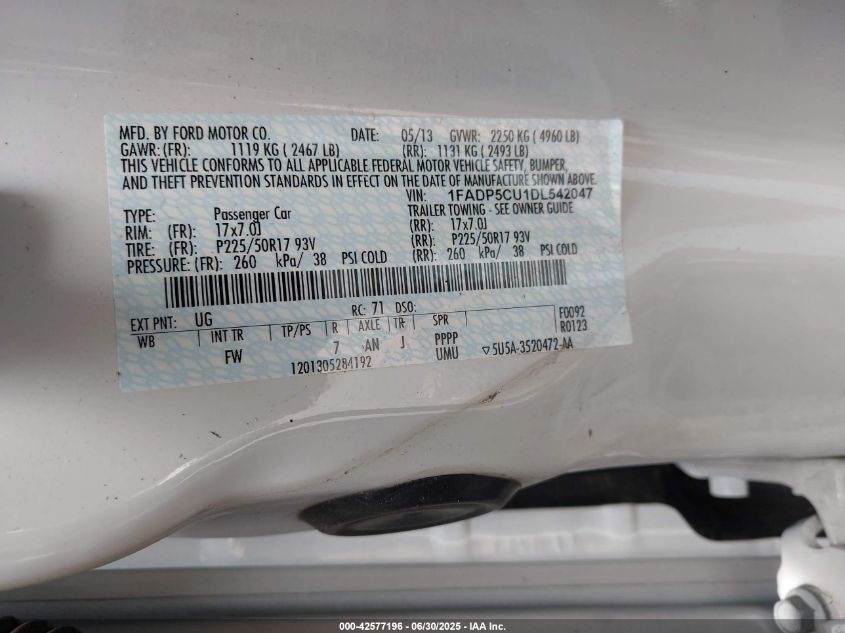 MFD. BY FORD MOTOR CO. DATE: 05/13 GVWR: 2250 KG ( 4960 LB)
GAWR: (FR): 1119 KG ( 2467 LB) (RR): 1131 KG ( 2493 LB)
THIS VEHICLE CONFORMS TO ALL APPLICABLE FEDERAL MOTOR VEHICLE SAFETY, BUMPER,
AND THEFT PREVENTION STANDARDS IN EFFECT ON THE DATE OF MANUFACTURE SHOWN ABOVE.
VIN: 1FADP5CU1DL542047
TYPE: Passenger Car TRAILER TOWING - SEE OWNER GUIDE
RIM: (FR): 17x7.0J (RR): 17x7.0J
TIRE: (FR): P225/50R17 93V (RR): P225/50R17 93V
PRESSURE: (FR): 260 kPa/ 38 PSI COLD (RR): 260 kPa/ 38 PSI COLD
EXT PNT: UG RC: 71 DSO: F0092
WB INT TR TP/PS R AXLE TR SPR R0123
FW 7 AN J PPPP
UMU ▽5U5A-3520472-AA
1201305284192
000-42577196 - 06/30/2025 - IAA Inc.